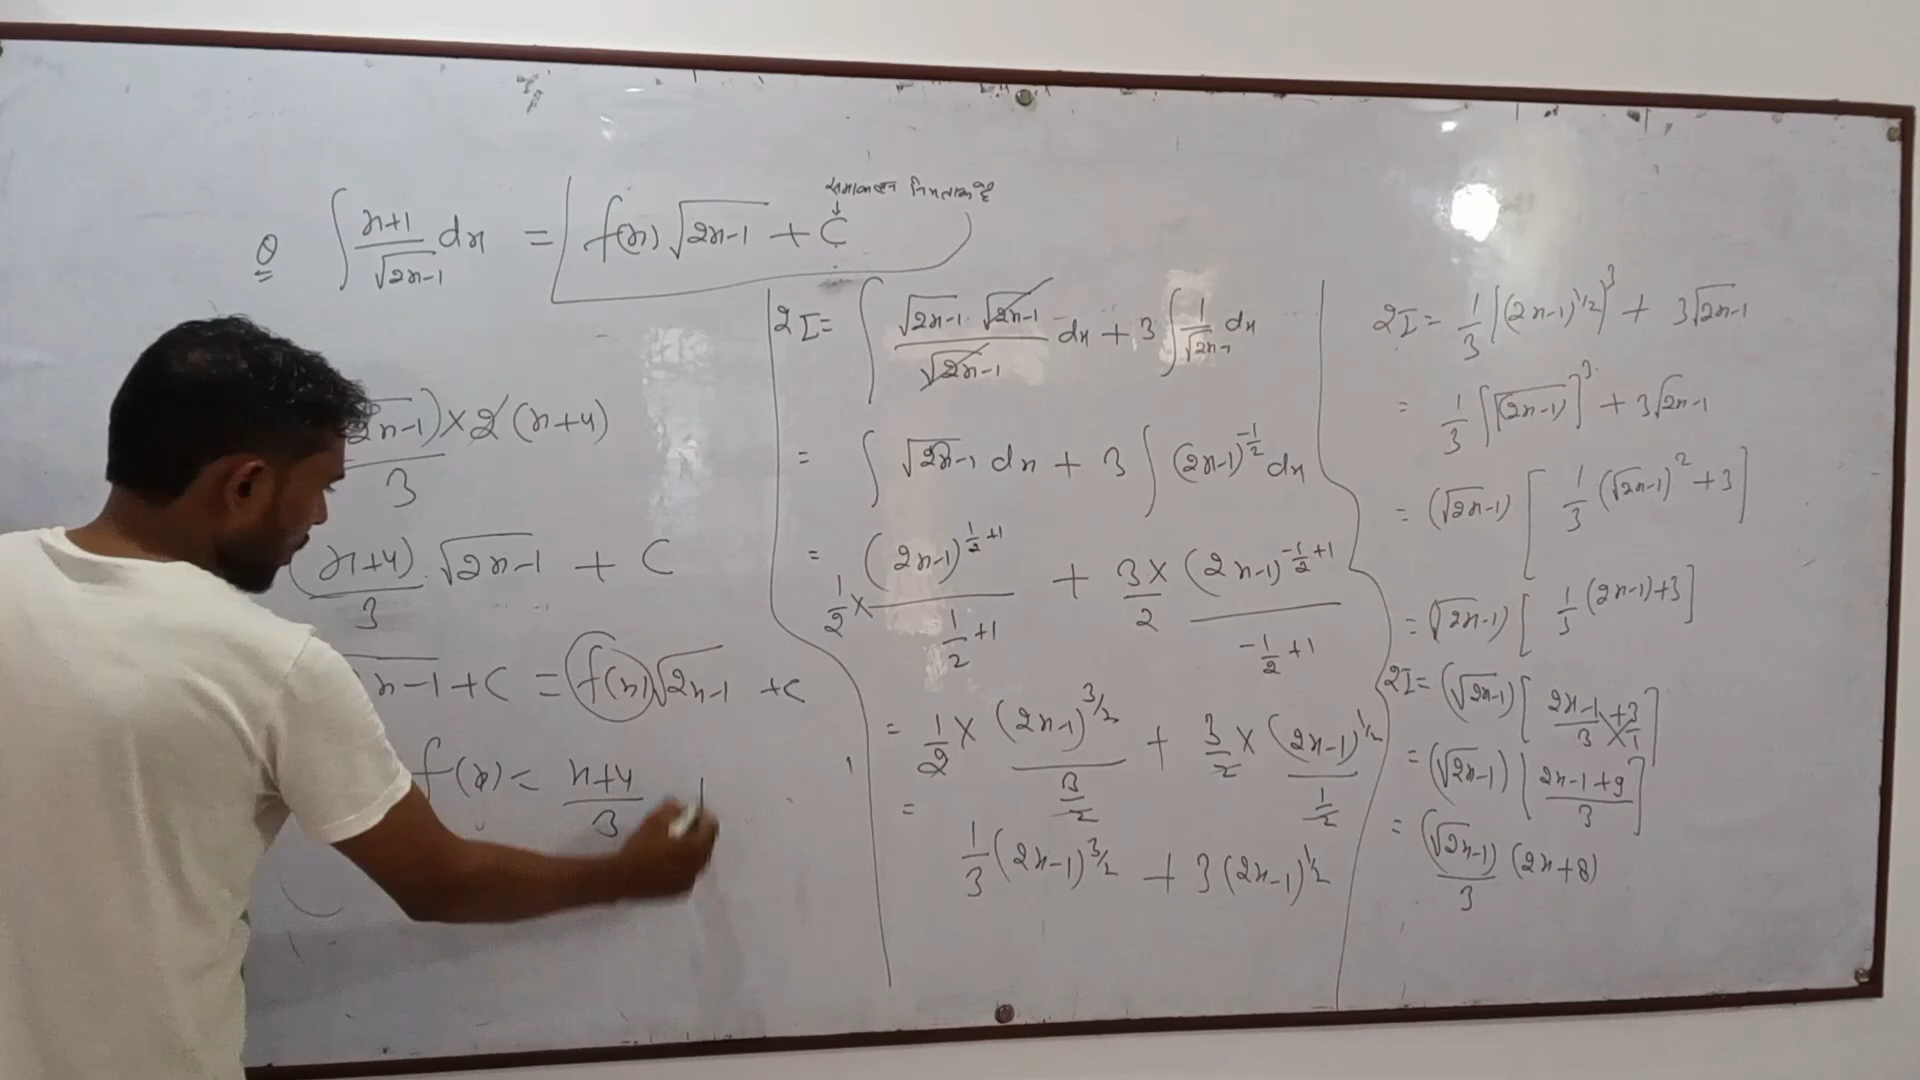 Q ∫ x+1/√2x-1 dx = f(x)√2x-1 + C
समाकलन नियतांक है
2x-1) × 2(x+4)
3
(x+4)/3 . √2x-1 + C
x-1 + C = f(x)√2x-1 + C
f(x) = x+4/3
2I = ∫ √2x-1 . √2x-1/√2x-1 dx + 3∫ 1/√2x-1 dx
= ∫ √2x-1 dx + 3∫ (2x-1)^-1/2 dx
= 1/2 × (2x-1)^1/2+1 / 1/2+1 + 3/2 × (2x-1)^-1/2+1 / -1/2+1
= 1/2 × (2x-1)^3/2 / 3/2 + 3/2 × (2x-1)^1/2 / 1/2
= 1/3 (2x-1)^3/2 + 3(2x-1)^1/2
2I = 1/3 [(2x-1)^1/2]^3 + 3√2x-1
= 1/3 [√(2x-1)]^3 + 3√2x-1
= (√2x-1) [1/3 (√2x-1)^2 + 3]
= (√2x-1) [1/3 (2x-1) + 3]
2I = (√2x-1) [2x-1/3 + 3/1]
= (√2x-1) [2x-1+9/3]
= (√2x-1)/3 (2x+8)